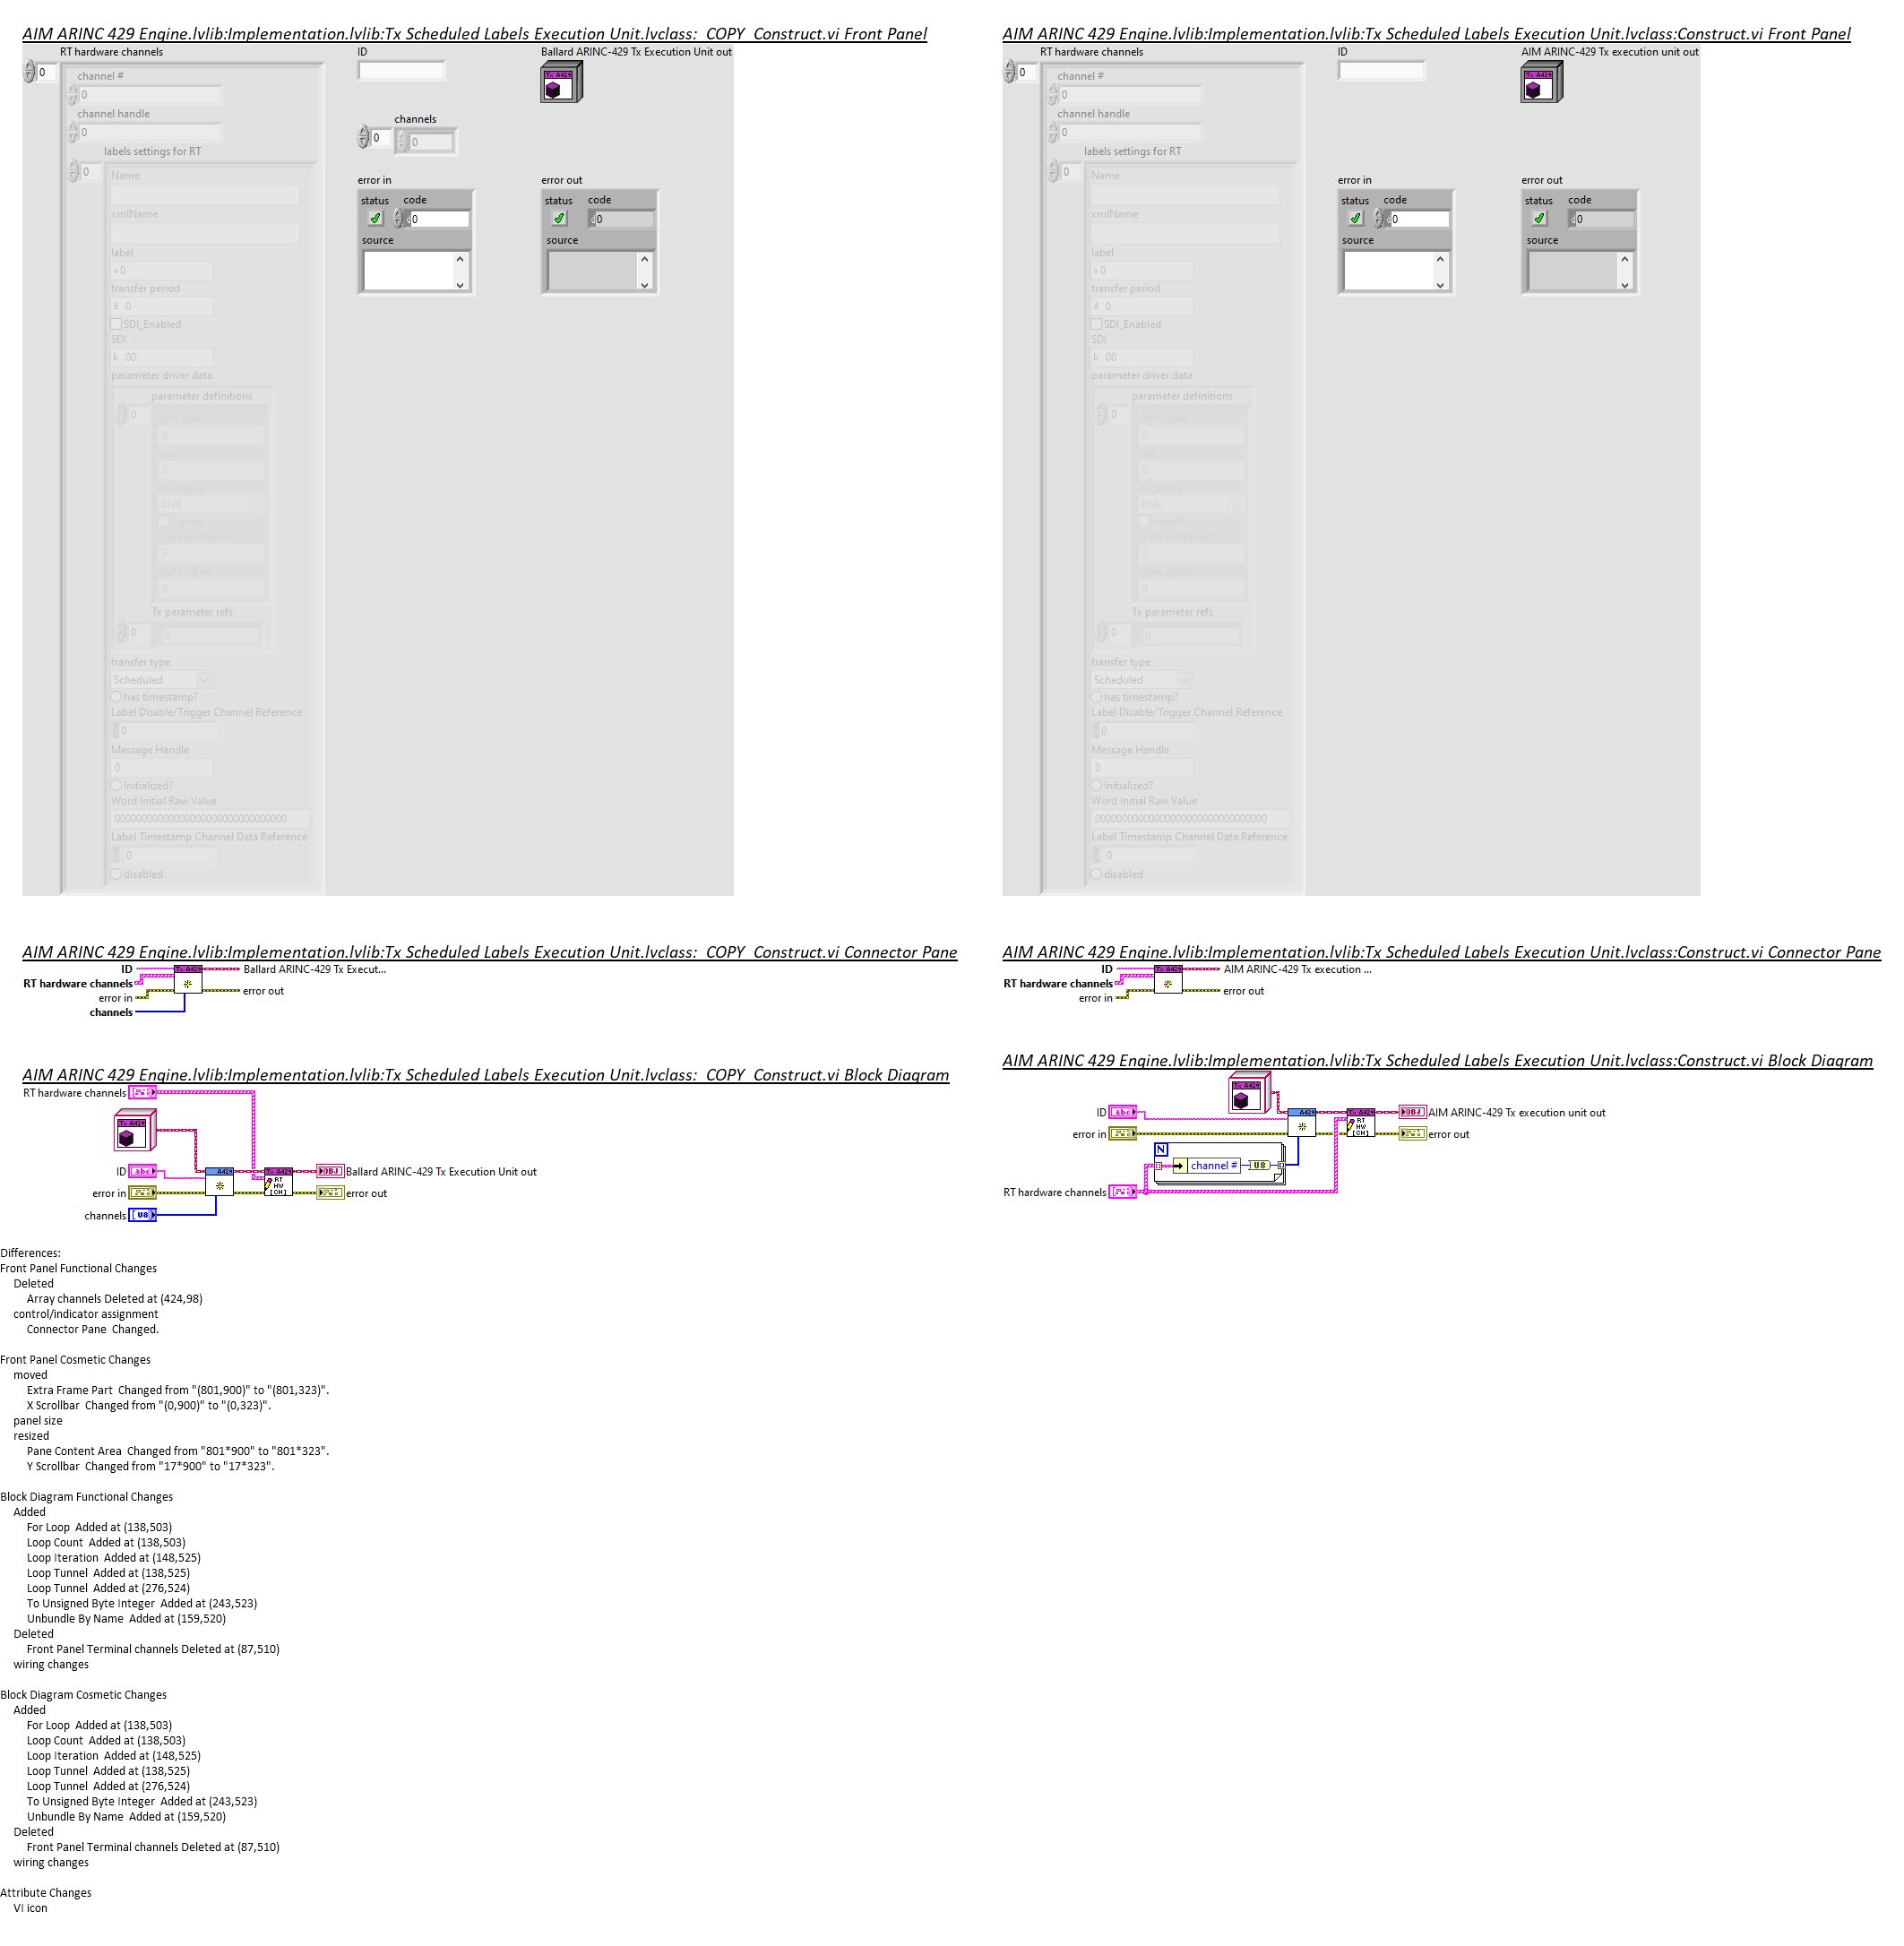 AIM ARINC 429 Engine.lvlib:Implementation.lvlib:Tx Scheduled Labels Execution Unit.lvclass:_COPY_Construct.vi Front Panel
RT hardware channels
ID
Ballard ARINC-429 Tx Execution Unit out
0
channel #
0
channel handle
0
labels settings for RT
0
Tx A429
channels
0
0
error in
status
code
0
source
error out
status
code
0
source
Name
xmlName
label
o 0
transfer period
d 0
SDI_Enabled
SDI
b 00
parameter driver data
parameter definitions
0
start index
0
size
0
encoding
BNR
signed
scale multiplier
0
scale offset
0
Tx parameter refs
0
0
transfer type
Scheduled
has timestamp?
Label Disable/Trigger Channel Reference
0
Message Handle
0
Initialized?
Word Initial Raw Value
00000000000000000000000000000000
Label Timestamp Channel Data Reference
0
disabled
AIM ARINC 429 Engine.lvlib:Implementation.lvlib:Tx Scheduled Labels Execution Unit.lvclass:Construct.vi Front Panel
RT hardware channels
ID
AIM ARINC-429 Tx execution unit out
0
channel #
0
channel handle
0
labels settings for RT
0
Tx A429
error in
status
code
0
source
error out
status
code
0
source
Name
xmlName
label
o 0
transfer period
d 0
SDI_Enabled
SDI
b 00
parameter driver data
parameter definitions
0
start index
0
size
0
encoding
BNR
signed
scale multiplier
0
scale offset
0
Tx parameter refs
0
0
transfer type
Scheduled
has timestamp?
Label Disable/Trigger Channel Reference
0
Message Handle
0
Initialized?
Word Initial Raw Value
00000000000000000000000000000000
Label Timestamp Channel Data Reference
0
disabled
AIM ARINC 429 Engine.lvlib:Implementation.lvlib:Tx Scheduled Labels Execution Unit.lvclass:_COPY_Construct.vi Connector Pane
ID
Tx A429
Ballard ARINC-429 Tx Execut...
RT hardware channels
error in
error out
channels
AIM ARINC 429 Engine.lvlib:Implementation.lvlib:Tx Scheduled Labels Execution Unit.lvclass:Construct.vi Connector Pane
ID
Tx A429
AIM ARINC-429 Tx execution ...
RT hardware channels
error in
error out
AIM ARINC 429 Engine.lvlib:Implementation.lvlib:Tx Scheduled Labels Execution Unit.lvclass:_COPY_Construct.vi Block Diagram
RT hardware channels
Tx A429
ID
abc
A429
Tx A429
RT
HW
[CH]
OBJ
Ballard ARINC-429 Tx Execution Unit out
error in
error out
channels
U8
AIM ARINC 429 Engine.lvlib:Implementation.lvlib:Tx Scheduled Labels Execution Unit.lvclass:Construct.vi Block Diagram
Tx A429
ID
abc
A429
Tx A429
RT
HW
[CH]
OBJ
AIM ARINC-429 Tx execution unit out
error in
error out
N
channel #
U8
RT hardware channels
Differences:
Front Panel Functional Changes
Deleted
Array channels Deleted at (424,98)
control/indicator assignment
Connector Pane  Changed.
Front Panel Cosmetic Changes
moved
Extra Frame Part  Changed from "(801,900)" to "(801,323)".
X Scrollbar  Changed from "(0,900)" to "(0,323)".
panel size
resized
Pane Content Area  Changed from "801*900" to "801*323".
Y Scrollbar  Changed from "17*900" to "17*323".
Block Diagram Functional Changes
Added
For Loop  Added at (138,503)
Loop Count  Added at (138,503)
Loop Iteration  Added at (148,525)
Loop Tunnel  Added at (138,525)
Loop Tunnel  Added at (276,524)
To Unsigned Byte Integer  Added at (243,523)
Unbundle By Name  Added at (159,520)
Deleted
Front Panel Terminal channels Deleted at (87,510)
wiring changes
Block Diagram Cosmetic Changes
Added
For Loop  Added at (138,503)
Loop Count  Added at (138,503)
Loop Iteration  Added at (148,525)
Loop Tunnel  Added at (138,525)
Loop Tunnel  Added at (276,524)
To Unsigned Byte Integer  Added at (243,523)
Unbundle By Name  Added at (159,520)
Deleted
Front Panel Terminal channels Deleted at (87,510)
wiring changes
Attribute Changes
VI icon